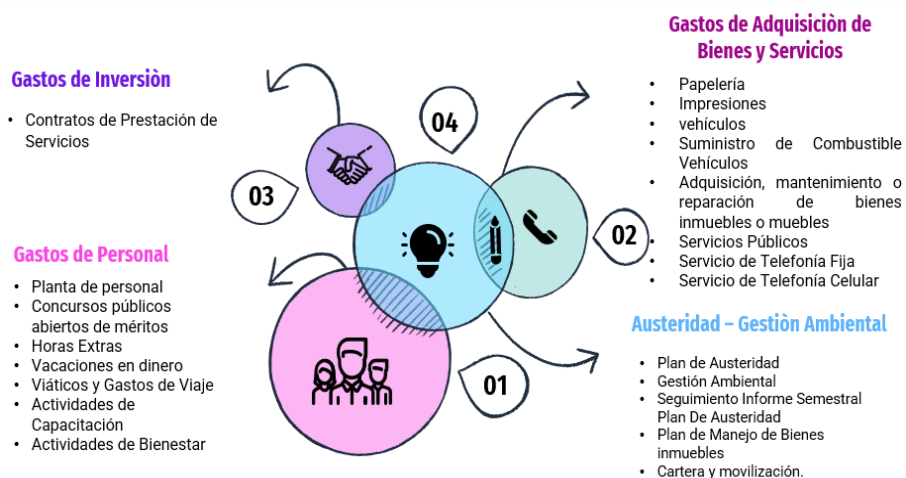 Gastos de Inversiòn
• Contratos de Prestación de
Servicios
03
04
Gastos de Adquisiciòn de
Bienes y Servicios
• Papelería
• Impresiones
• vehículos
• Suministro de Combustible
Vehículos
• Adquisición, mantenimiento o
reparación de bienes
inmuebles o muebles
• Servicios Públicos
• Servicio de Telefonía Fija
• Servicio de Telefonía Celular
02
Gastos de Personal
• Planta de personal
• Concursos públicos
abiertos de méritos
• Horas Extras
• Vacaciones en dinero
• Viáticos y Gastos de Viaje
• Actividades de
Capacitación
• Actividades de Bienestar
01
Austeridad – Gestiòn Ambiental
• Plan de Austeridad
• Gestión Ambiental
• Seguimiento Informe Semestral
Plan De Austeridad
• Plan de Manejo de Bienes
inmuebles
• Cartera y movilización.